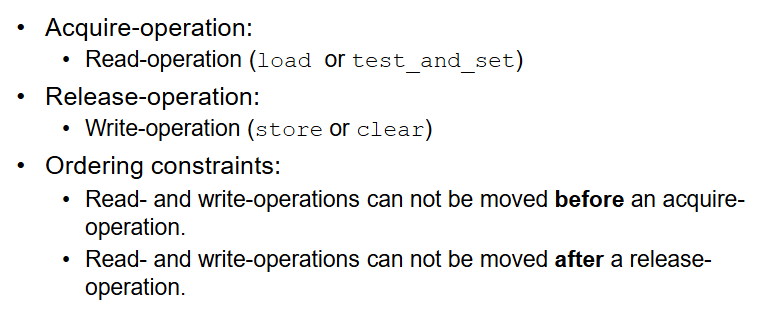 • Acquire-operation:
• Read-operation (load or test_and_set)
• Release-operation:
• Write-operation (store or clear)
• Ordering constraints:
• Read- and write-operations can not be moved before an acquire-
operation.
• Read- and write-operations can not be moved after a release-
operation.